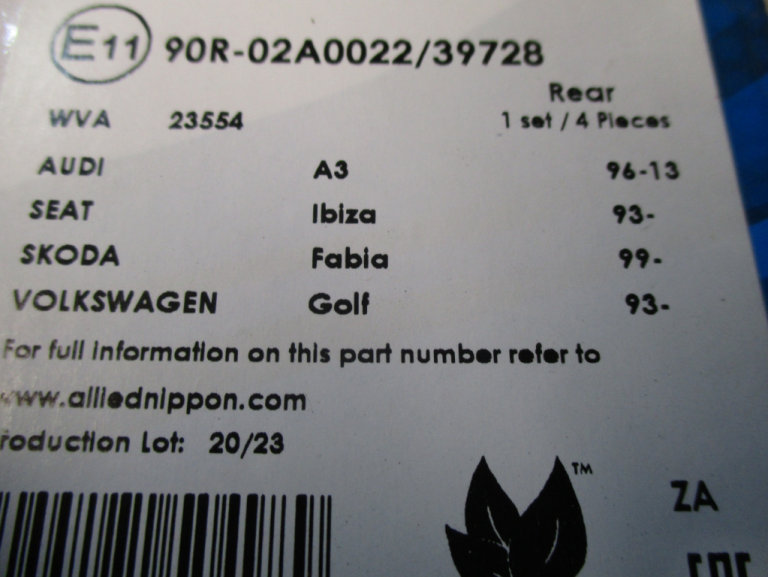 E11 90R-02A0022/39728
Rear
WVA 23554 1 set / 4 Pieces
AUDI A3 96-13
SEAT Ibiza 93-
SKODA Fabia 99-
VOLKSWAGEN Golf 93-
For full information on this part number refer to
www.alliednippon.com
roduction Lot: 20/23
TM
ZA